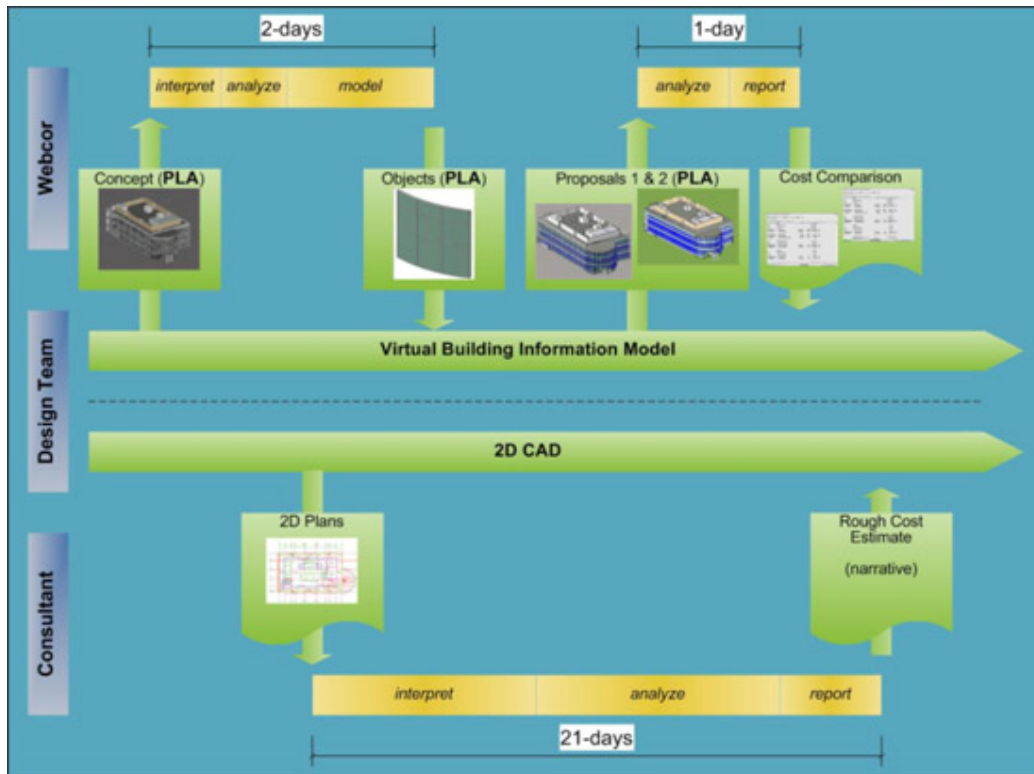 2-days
1-day
interpret
analyze
model
analyze
report
Webcor
Concept (PLA)
Objects (PLA)
Proposals 1 & 2 (PLA)
Cost Comparison
Design Team
Virtual Building Information Model
2D CAD
Consultant
2D Plans
Rough Cost
Estimate
(narrative)
interpret
analyze
report
21-days